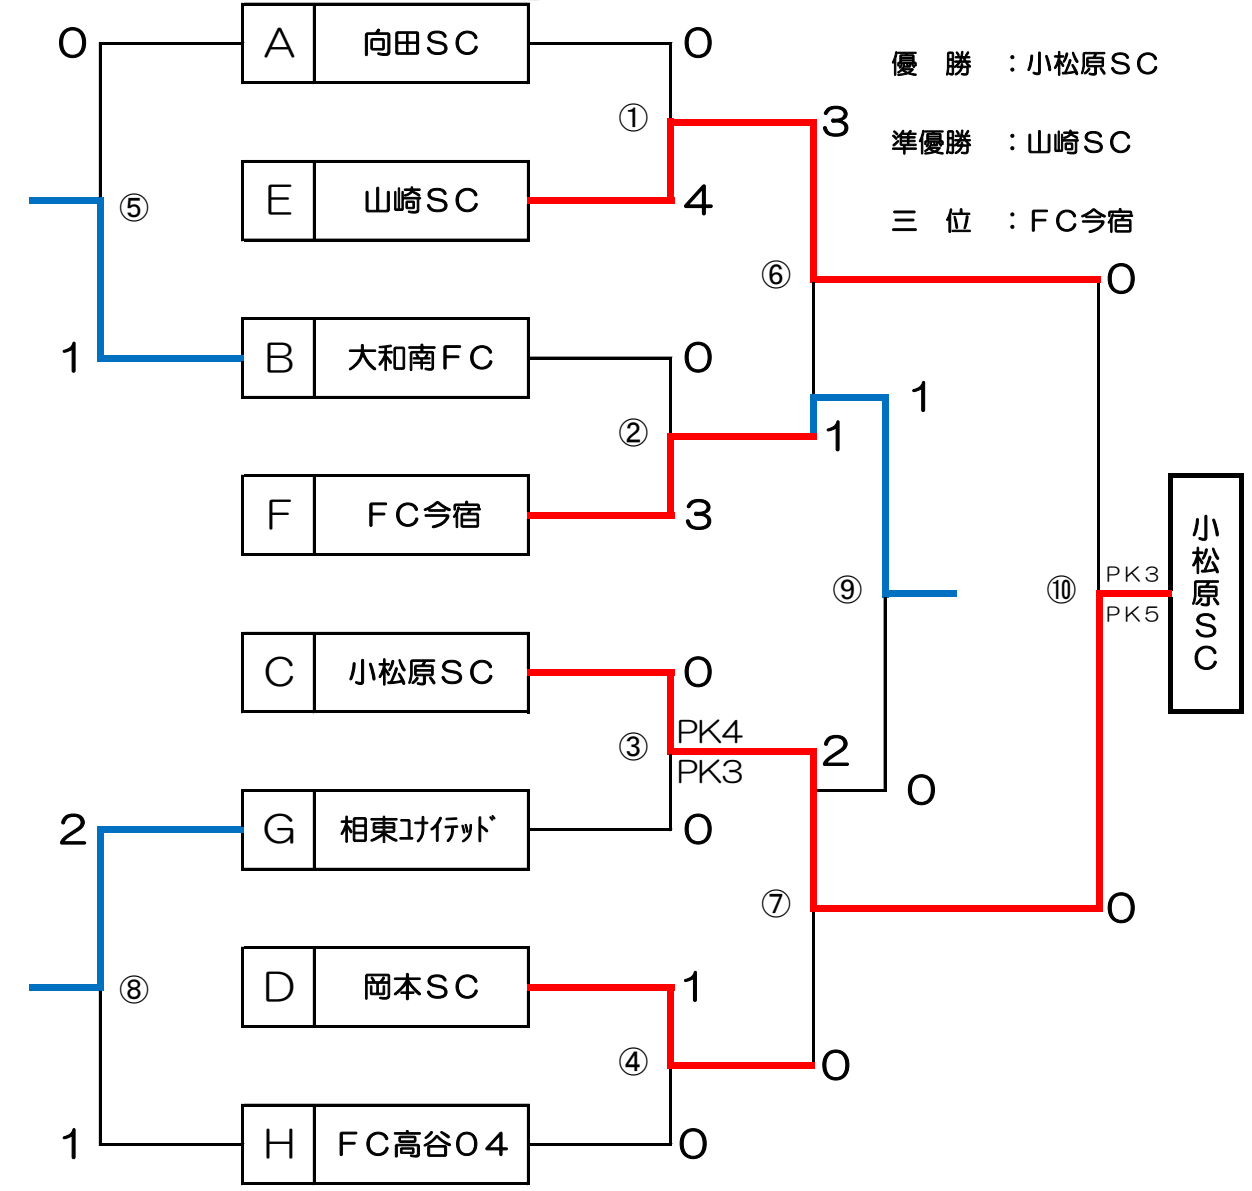 0
A 向田ＳＣ
0
優　勝　：小松原ＳＣ
①
3
準優勝　：山崎ＳＣ
⑤
E 山崎ＳＣ
4
三　位　：ＦＣ今宿
⑥
0
1
B 大和南ＦＣ
0
1
②
1
F ＦＣ今宿
3
⑨
⑩
PK3
PK5
小松原ＳＣ
C 小松原ＳＣ
0
③
PK4
PK3
2
0
2
G 相東ﾕﾅｲﾃｯﾄﾞ
0
⑦
0
⑧
D 岡本ＳＣ
1
④
0
1
H ＦＣ高谷０４
0